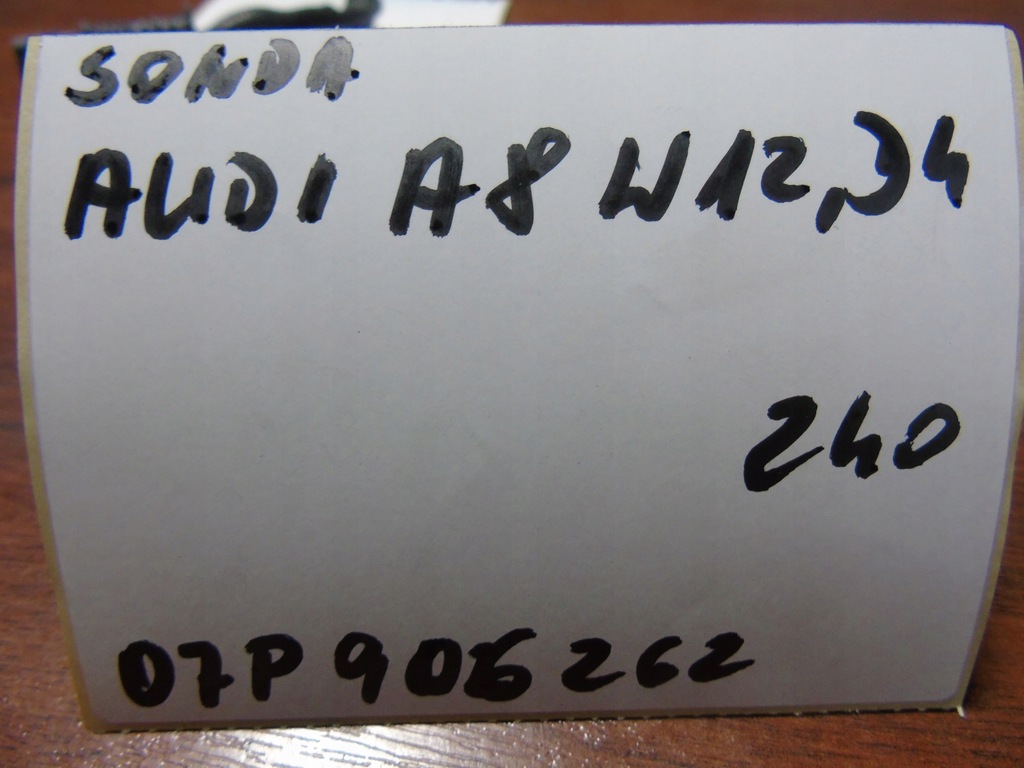 SONDA
AUDI A8 W12, D4
240
07P 906 262